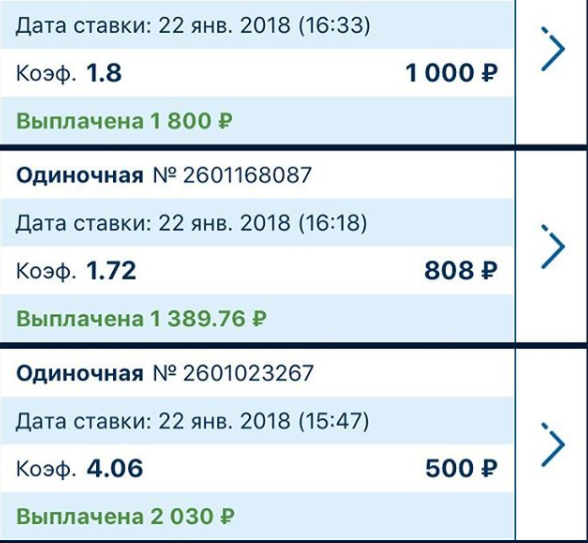 Дата ставки: 22 янв. 2018 (16:33)
Коэф. 1.8 1 000 ₽
Выплачена 1 800 ₽
Одиночная № 2601168087
Дата ставки: 22 янв. 2018 (16:18)
Коэф. 1.72 808 ₽
Выплачена 1 389.76 ₽
Одиночная № 2601023267
Дата ставки: 22 янв. 2018 (15:47)
Коэф. 4.06 500 ₽
Выплачена 2 030 ₽